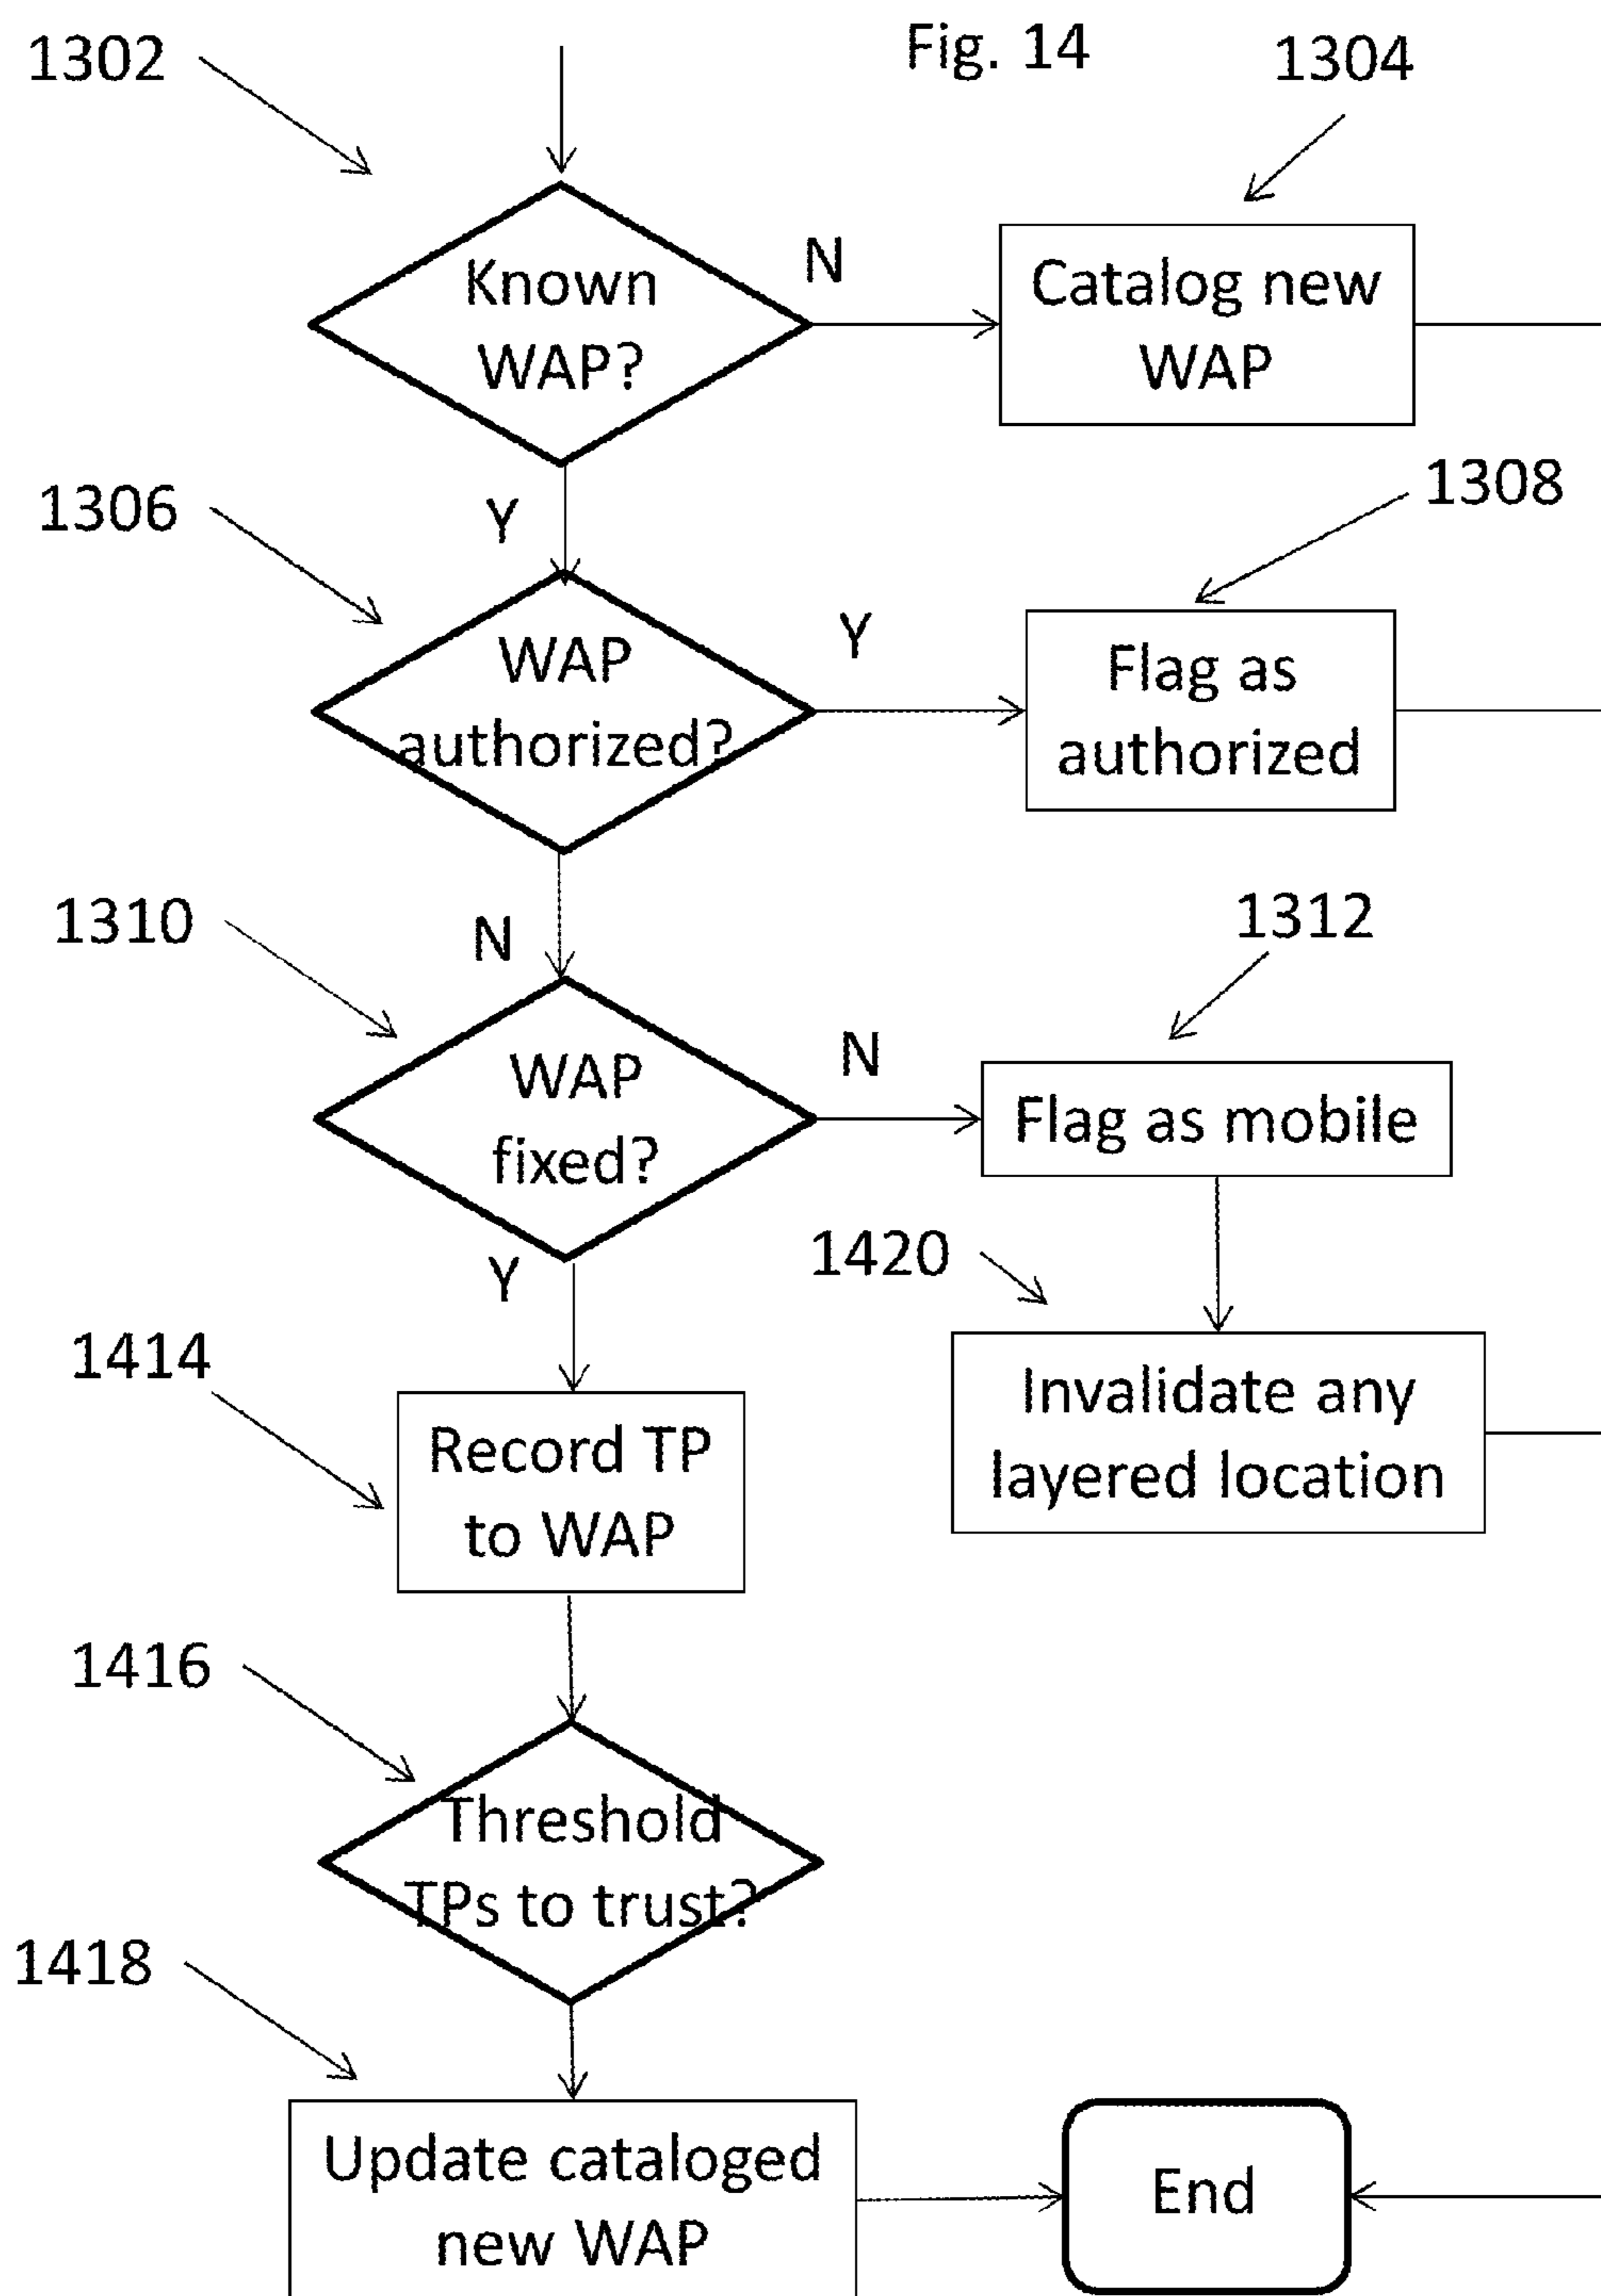 Fig. 14
1302
1304
Known
WAP?
N
Catalog new
WAP
Y
1306
1308
WAP
authorized?
Y
Flag as
authorized
N
1310
1312
WAP
fixed?
N
Flag as mobile
Y
1420
Invalidate any
layered location
1414
Record TP
to WAP
1416
Threshold
TPs to trust?
1418
Update cataloged
new WAP
End